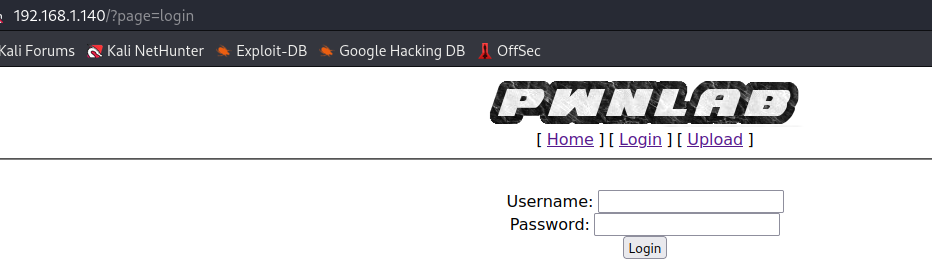 192.168.1.140/?page=login
Kali Forums Kali NetHunter Exploit-DB Google Hacking DB OffSec
PWNLAB
[ Home ] [ Login ] [ Upload ]
Username:
Password:
Login